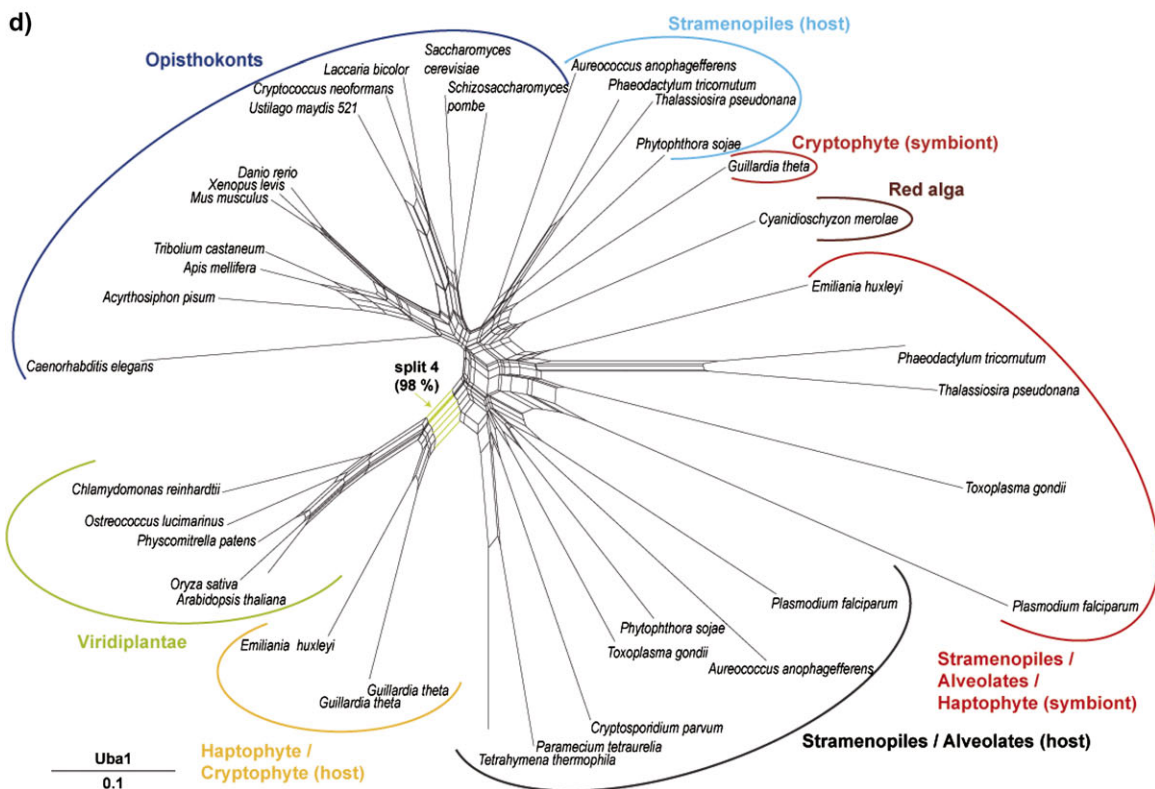 d)
Stramenopiles (host)
Opisthokonts
Saccharomyces
cerevisiae
Laccaria bicolor
Cryptococcus neoformans
Ustilago maydis 521
Schizosaccharomyces
pombe
Aureococcus anophagefferens
Phaeodactylum tricornutum
Thalassiosira pseudonana
Phytophthora sojae
Cryptophyte (symbiont)
Guillardia theta
Red alga
Cyanidioschyzon merolae
Danio rerio
Xenopus levis
Mus musculus
Tribolium castaneum
Apis mellifera
Acyrthosiphon pisum
Caenorhabditis elegans
Emiliania huxleyi
Phaeodactylum tricornutum
Thalassiosira pseudonana
split 4
(98 %)
Toxoplasma gondii
Plasmodium falciparum
Chlamydomonas reinhardtii
Ostreococcus lucimarinus
Physcomitrella patens
Oryza sativa
Arabidopsis thaliana
Viridiplantae
Emiliania huxleyi
Guillardia theta
Guillardia theta
Haptophyte /
Cryptophyte (host)
Plasmodium falciparum
Phytophthora sojae
Toxoplasma gondii
Aureococcus anophagefferens
Cryptosporidium parvum
Paramecium tetraurelia
Tetrahymena thermophila
Stramenopiles /
Alveolates /
Haptophyte (symbiont)
Stramenopiles / Alveolates (host)
Uba1
0.1